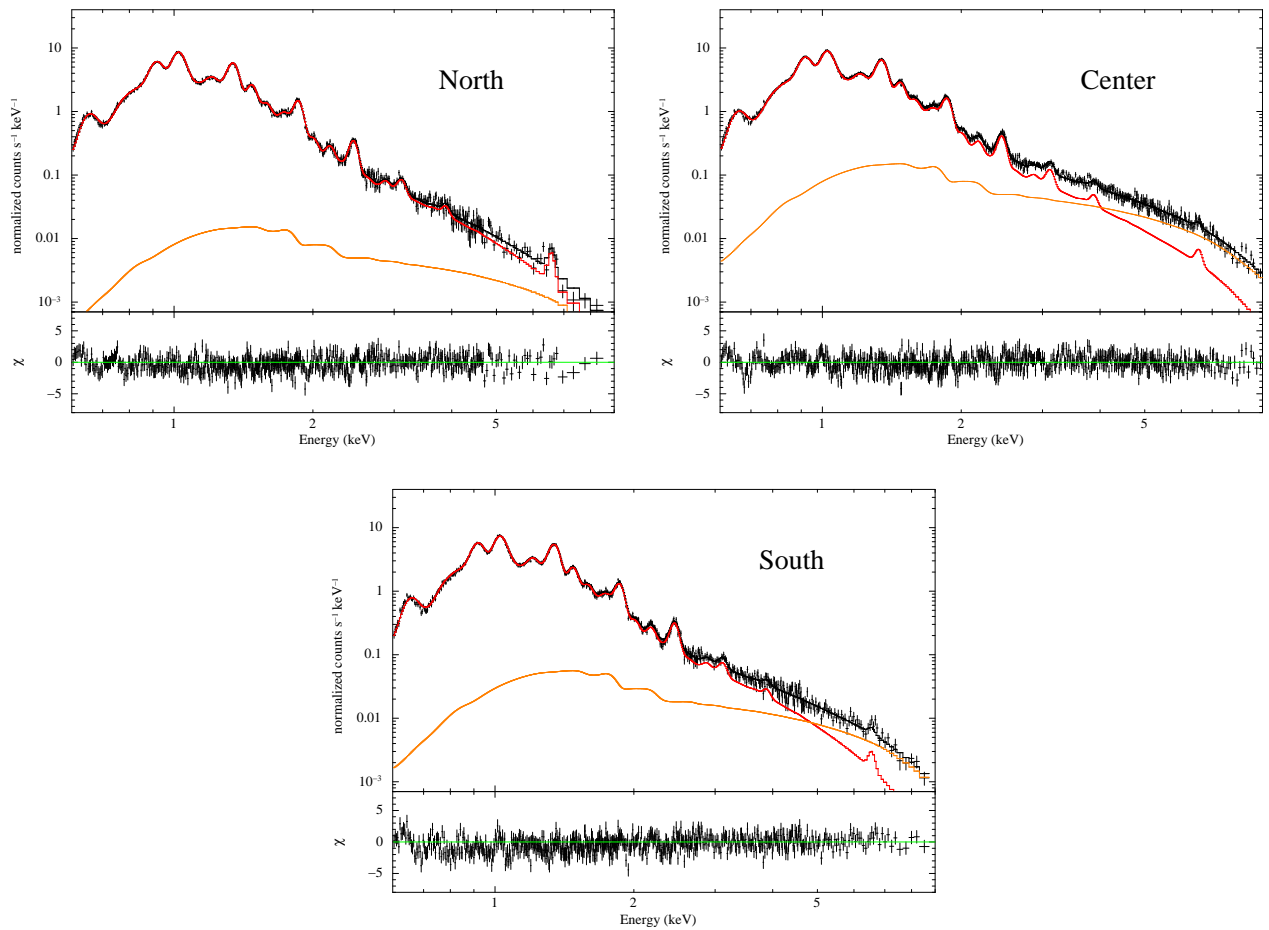 North
normalized counts s⁻¹ keV⁻¹
10
1
0.1
0.01
10⁻³
χ
5
0
−5
1
2
5
Energy (keV)
Center
normalized counts s⁻¹ keV⁻¹
10
1
0.1
0.01
10⁻³
χ
5
0
−5
1
2
5
Energy (keV)
South
normalized counts s⁻¹ keV⁻¹
10
1
0.1
0.01
10⁻³
χ
5
0
−5
1
2
5
Energy (keV)